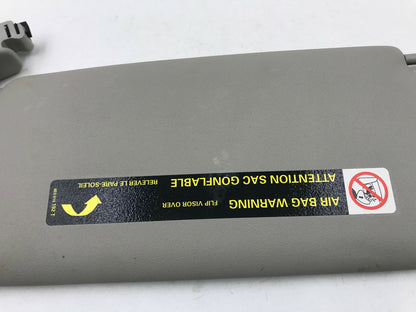 AIR BAG WARNING FLIP VISOR OVER
ATTENTION SAC GONFLABLE RELEVER LE PARE-SOLEIL